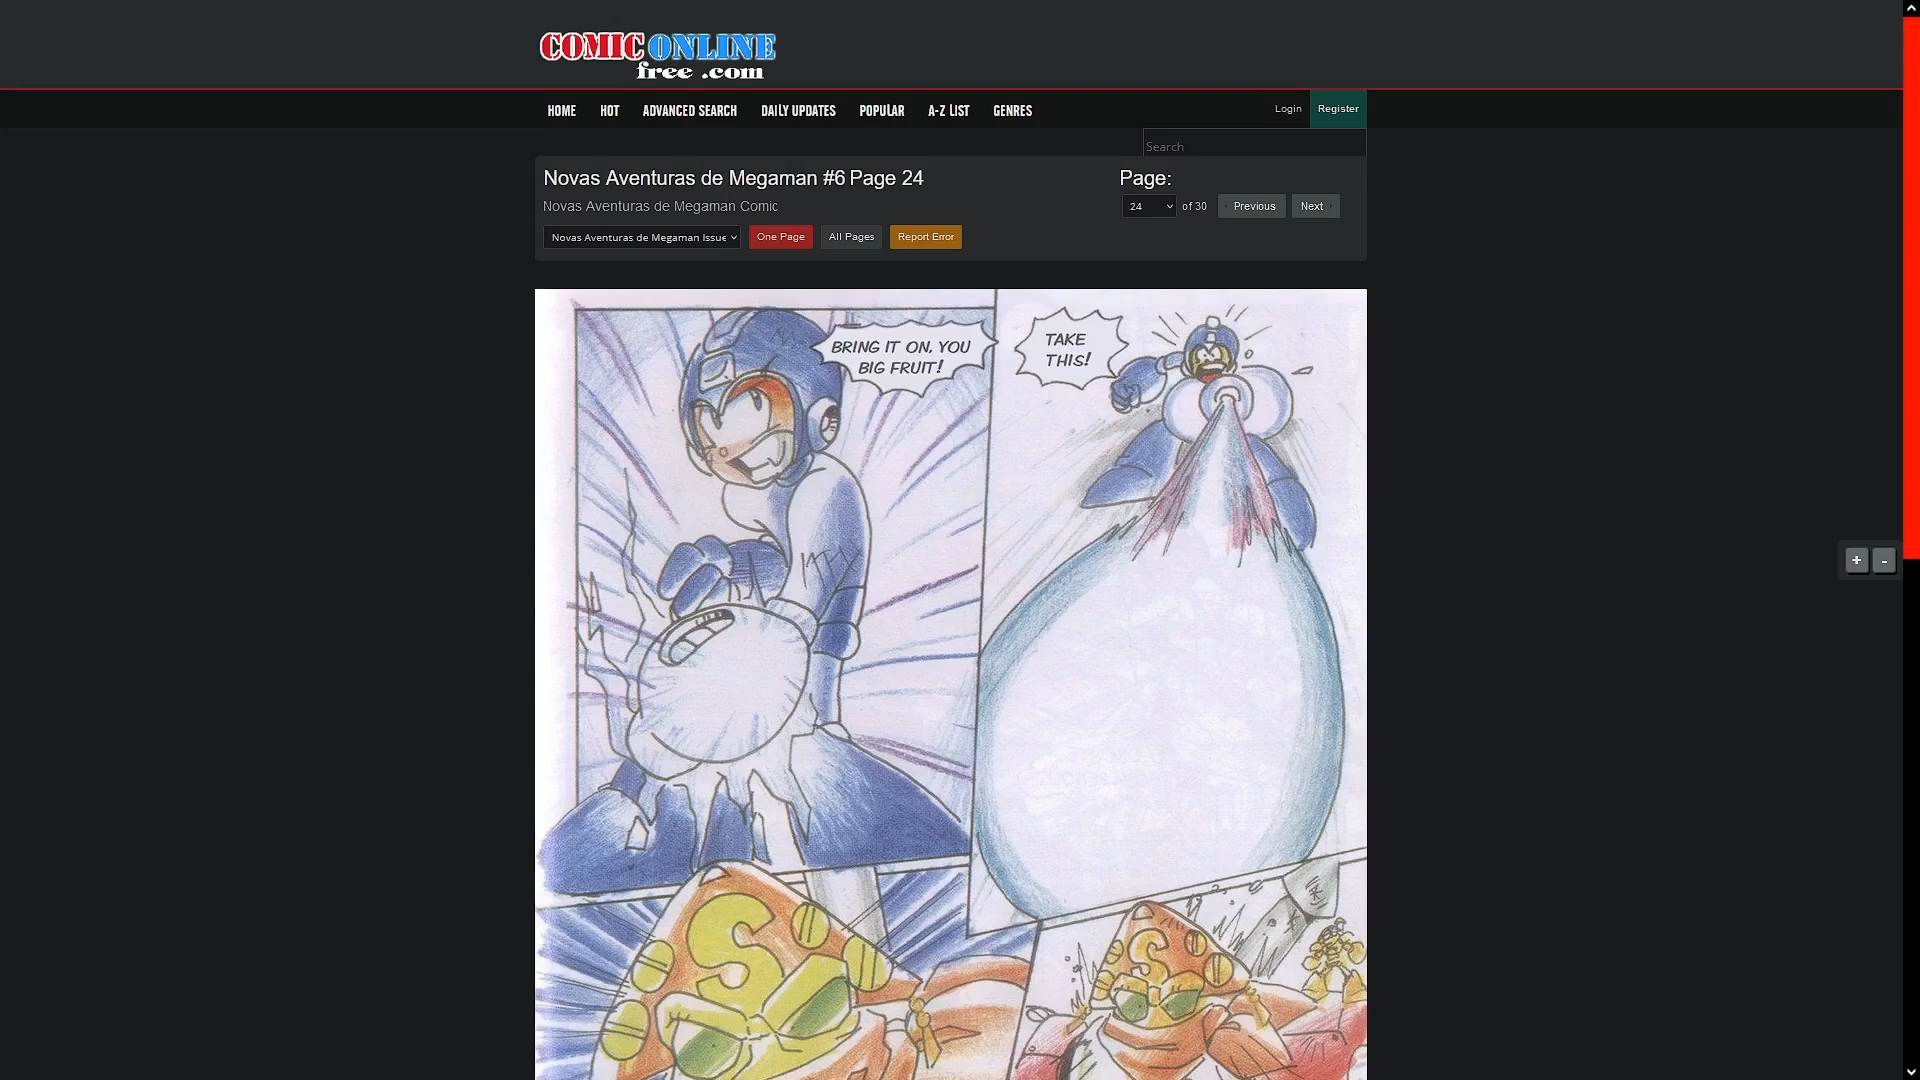 COMIC ONLINE
free .com
HOME HOT ADVANCED SEARCH DAILY UPDATES POPULAR A-Z LIST GENRES
Login Register
Search
Novas Aventuras de Megaman #6 Page 24
Page:
Novas Aventuras de Megaman Comic
24 of 30 Previous Next
Novas Aventuras de Megaman Issue One Page All Pages Report Error
BRING IT ON, YOU
BIG FRUIT!
TAKE
THIS!
+ -
S
S